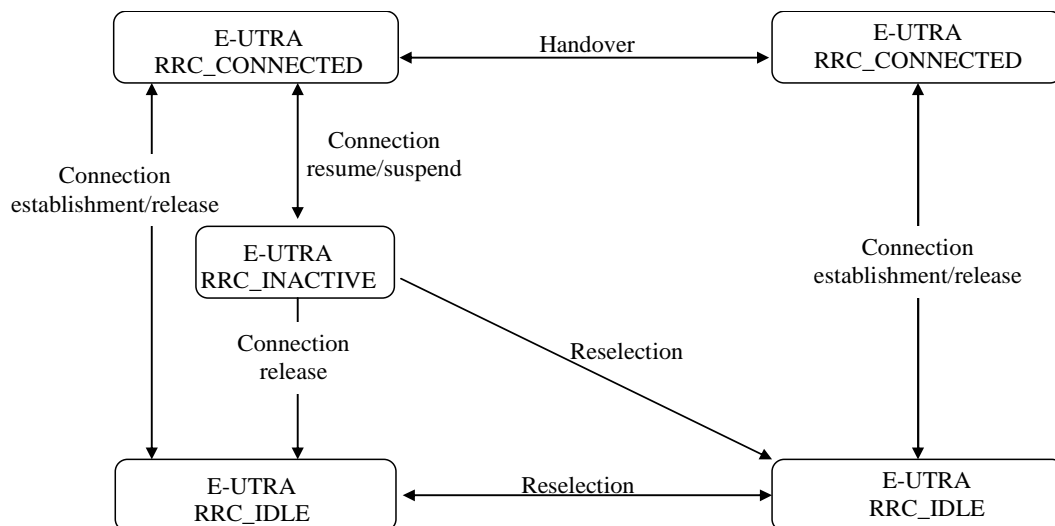 E-UTRA
RRC_CONNECTED
Handover
E-UTRA
RRC_CONNECTED
Connection
resume/suspend
Connection
establishment/release
E-UTRA
RRC_INACTIVE
Connection
establishment/release
Connection
release
Reselection
E-UTRA
RRC_IDLE
Reselection
E-UTRA
RRC_IDLE